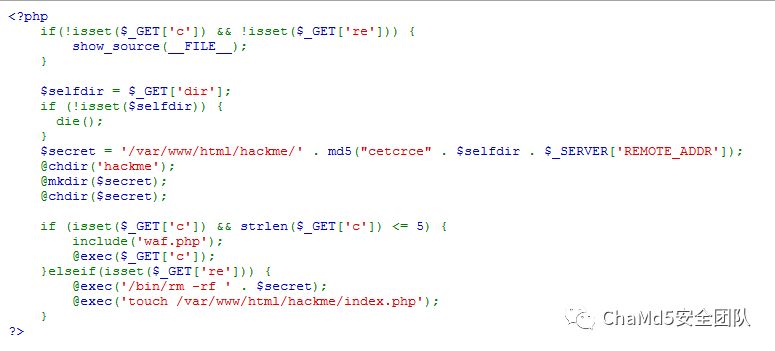 <?php
    if(!isset($_GET['c']) && !isset($_GET['re'])) {
        show_source(__FILE__);
    }

    $selfdir = $_GET['dir'];
    if (!isset($selfdir)) {
      die();
    }
    $secret = '/var/www/html/hackme/' . md5("cetcrce" . $selfdir . $_SERVER['REMOTE_ADDR']);
    @chdir('hackme');
    @mkdir($secret);
    @chdir($secret);

    if (isset($_GET['c']) && strlen($_GET['c']) <= 5) {
        include('waf.php');
        @exec($_GET['c']);
    }elseif(isset($_GET['re'])) {
        @exec('/bin/rm -rf ' . $secret);
        @exec('touch /var/www/html/hackme/index.php');
    }
?>
ChaMd5安全团队